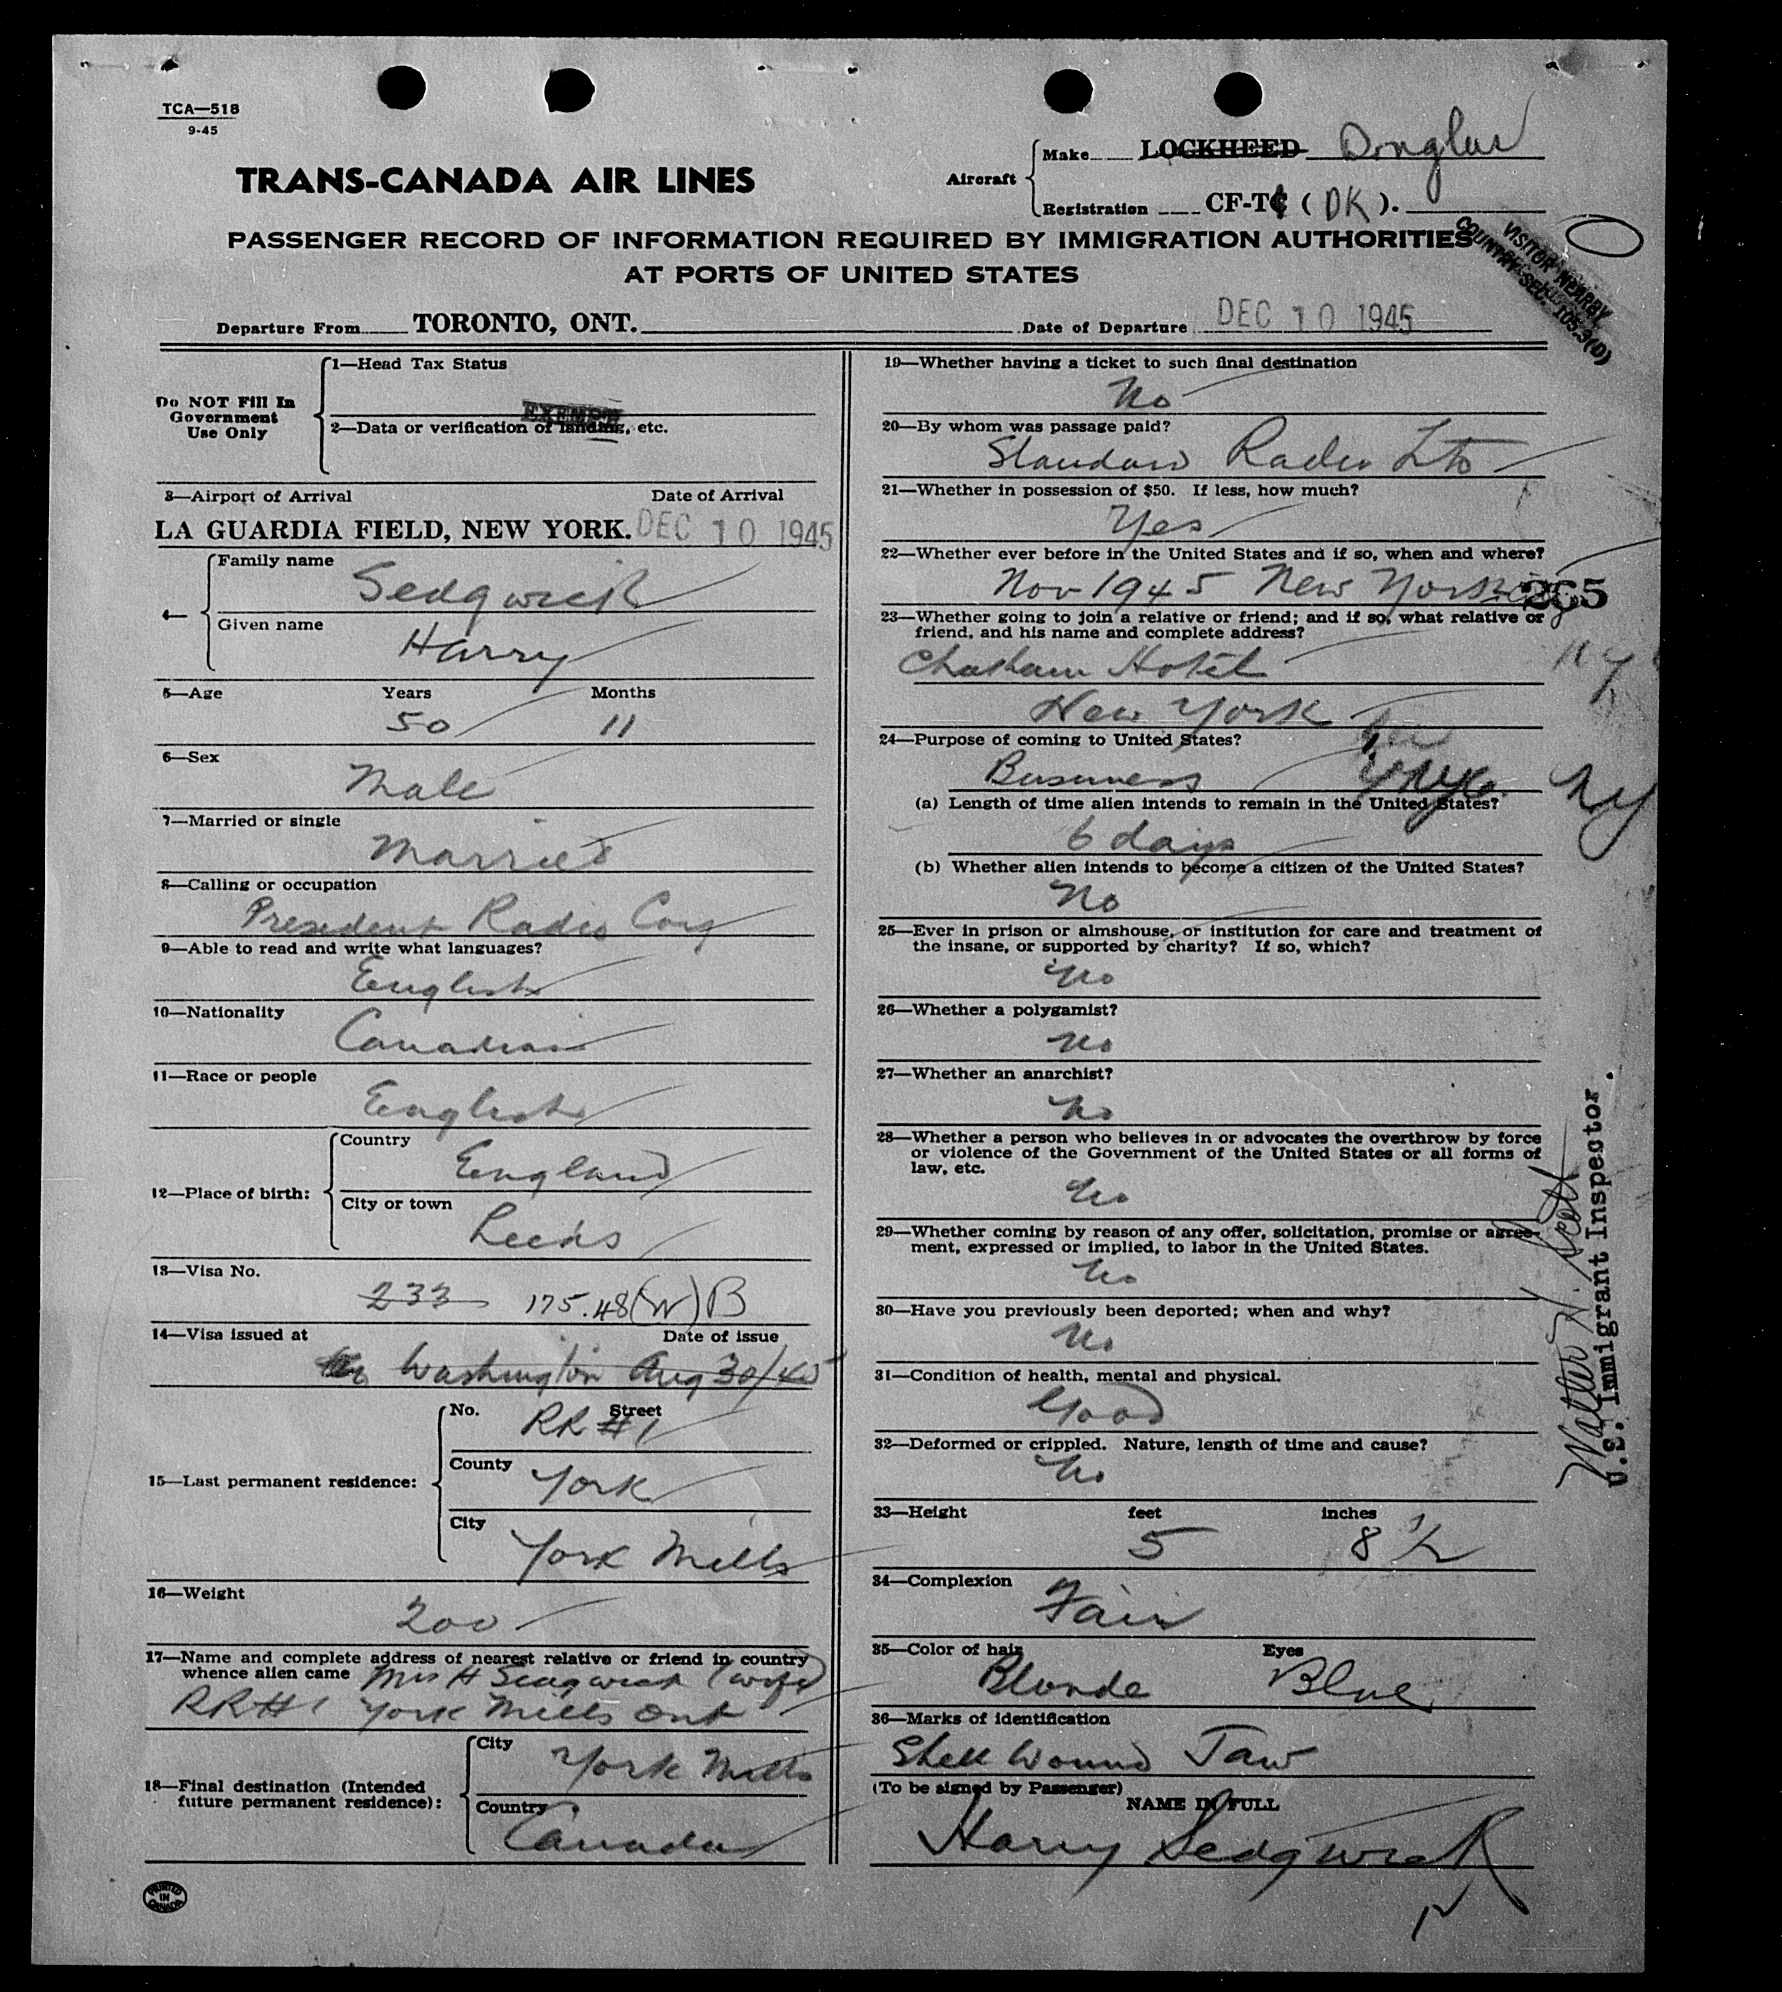 TCA—518
9-45
TRANS-CANADA AIR LINES
Aircraft
Make LOCKHEED Douglas
Registration CF-T (DK).
PASSENGER RECORD OF INFORMATION REQUIRED BY IMMIGRATION AUTHORITIES
AT PORTS OF UNITED STATES
VISITOR NEARBY
COUNTRY SEC. 105.3(D)
Departure From TORONTO, ONT. Date of Departure DEC 10 1945
Do NOT Fill In
Government
Use Only
1—Head Tax Status
EXEMPT
2—Data or verification of landing, etc.
3—Airport of Arrival Date of Arrival
LA GUARDIA FIELD, NEW YORK. DEC 10 1945
4—
Family name
Sedgwick
Given name
Harry
5—Age Years Months
50 11
6—Sex
Male
7—Married or single
Married
8—Calling or occupation
President Radio
9—Able to read and write what languages?
English
10—Nationality
Canadian
11—Race or people
English
12—Place of birth:
Country
England
City or town
Leeds
13—Visa No.
233 175.48(W)B
14—Visa issued at Date of issue
Washington Aug 30/45
15—Last permanent residence:
No. Street
RR #1
County
York
City
York Mills
16—Weight
200
17—Name and complete address of nearest relative or friend in country
whence alien came Mrs H Sedgwick (wife)
RR#1 York Mills Ont
18—Final destination (Intended
future permanent residence):
City
York Mills
Country
Canada
PRINTED
IN
CANADA
19—Whether having a ticket to such final destination
No
20—By whom was passage paid?
Standard Radio Ltd
21—Whether in possession of $50. If less, how much?
Yes
22—Whether ever before in the United States and if so, when and where?
Nov 1945 New York City
265
23—Whether going to join a relative or friend; and if so, what relative or
friend, and his name and complete address?
Chatham Hotel
New York
NY
24—Purpose of coming to United States?
Business
NY
(a) Length of time alien intends to remain in the United States?
6 days
(b) Whether alien intends to become a citizen of the United States?
No
25—Ever in prison or almshouse, or institution for care and treatment of
the insane, or supported by charity? If so, which?
No
26—Whether a polygamist?
No
27—Whether an anarchist?
No
28—Whether a person who believes in or advocates the overthrow by force
or violence of the Government of the United States or all forms of
law, etc.
No
29—Whether coming by reason of any offer, solicitation, promise or agree-
ment, expressed or implied, to labor in the United States.
No
30—Have you previously been deported; when and why?
No
31—Condition of health, mental and physical.
Good
32—Deformed or crippled. Nature, length of time and cause?
No
33—Height feet inches
5 8 1/2
34—Complexion
Fair
35—Color of hair Eyes
Blonde Blue
36—Marks of identification
Shell Wound Jaw
(To be signed by Passenger)
NAME IN FULL
Harry Sedgwick
Walter N. Scott
U.S. Immigrant Inspector.